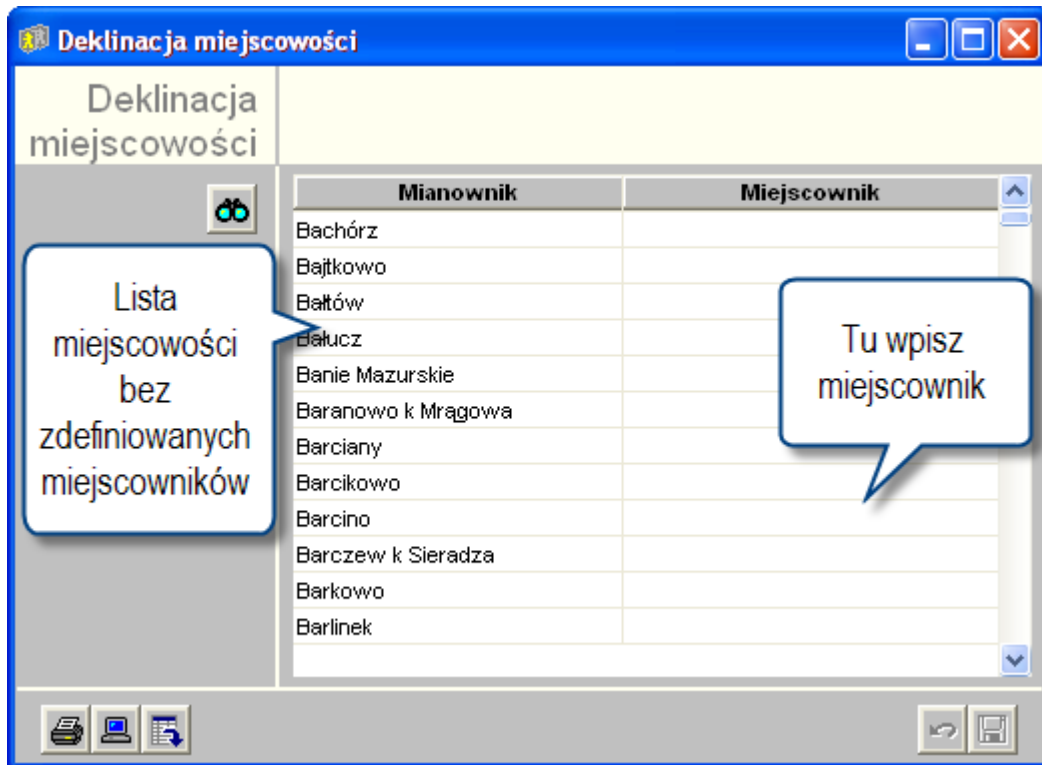 Deklinacja miejscowości
Deklinacja
miejscowości
Mianownik Miejscownik
Bachórz
Bajtkowo
Bałtów
Bałucz
Banie Mazurskie
Baranowo k Mrągowa
Barciany
Barcikowo
Barcino
Barczew k Sieradza
Barkowo
Barlinek
Lista
miejscowości
bez
zdefiniowanych
miejscowników
Tu wpisz
miejscownik